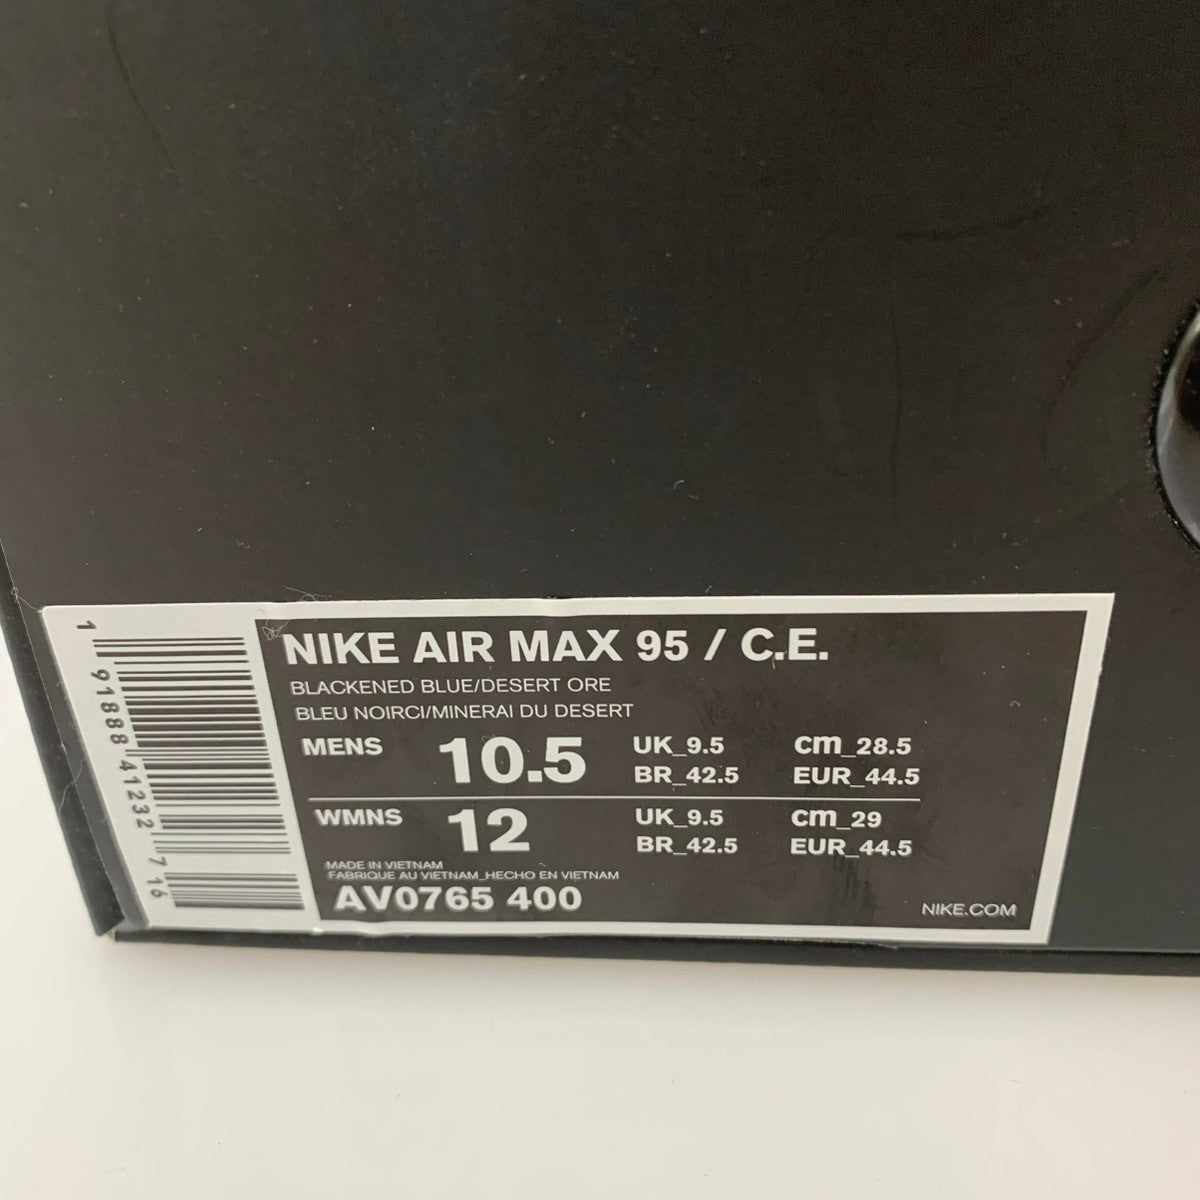 NIKE AIR MAX 95 / C.E.
BLACKENED BLUE/DESERT ORE
BLEU NOIRCI/MINERAI DU DESERT
MENS 10.5 UK_9.5 cm_28.5
BR_42.5 EUR_44.5
WMNS 12 UK_9.5 cm_29
BR_42.5 EUR_44.5
MADE IN VIETNAM
FABRIQUE AU VIETNAM_HECHO EN VIETNAM
AV0765 400
NIKE.COM
1 91888 41232 7 16